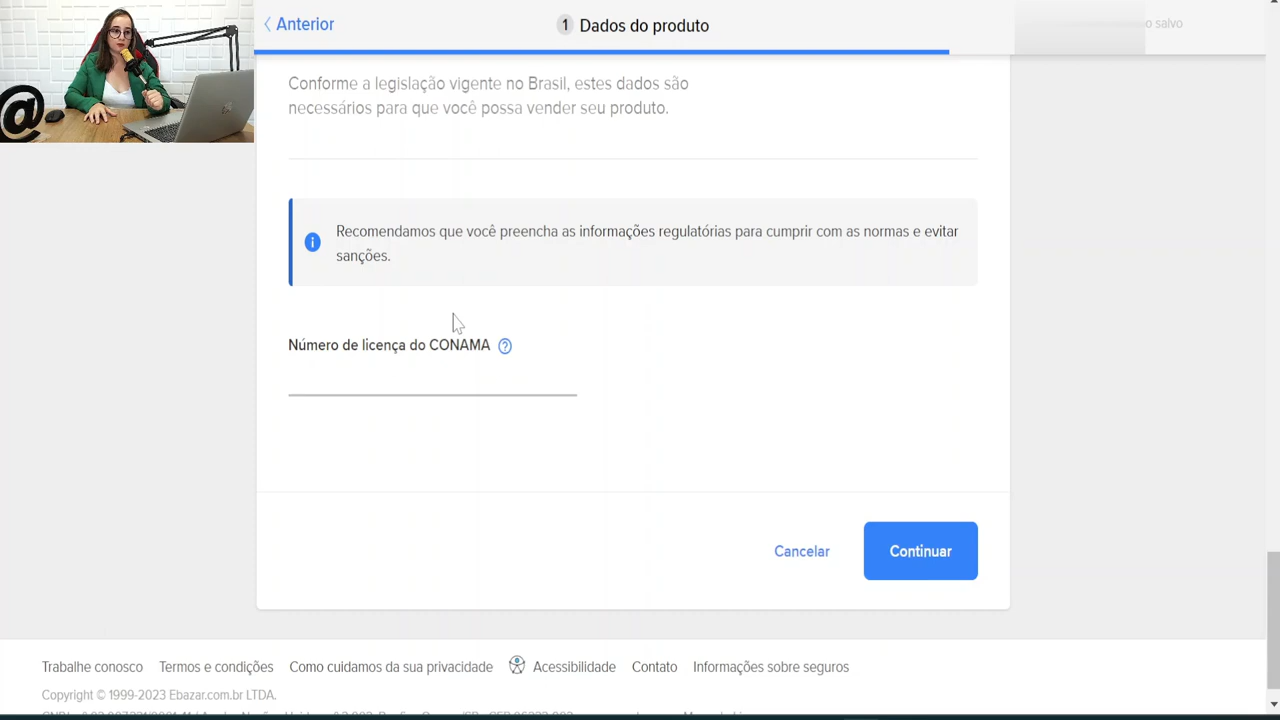 Anterior
1 Dados do produto
o salvo
Conforme a legislação vigente no Brasil, estes dados são
necessários para que você possa vender seu produto.
Recomendamos que você preencha as informações regulatórias para cumprir com as normas e evitar
sanções.
Número de licença do CONAMA
Cancelar
Continuar
Trabalhe conosco Termos e condições Como cuidamos da sua privacidade Acessibilidade Contato Informações sobre seguros
Copyright © 1999-2023 Ebazar.com.br LTDA.
@